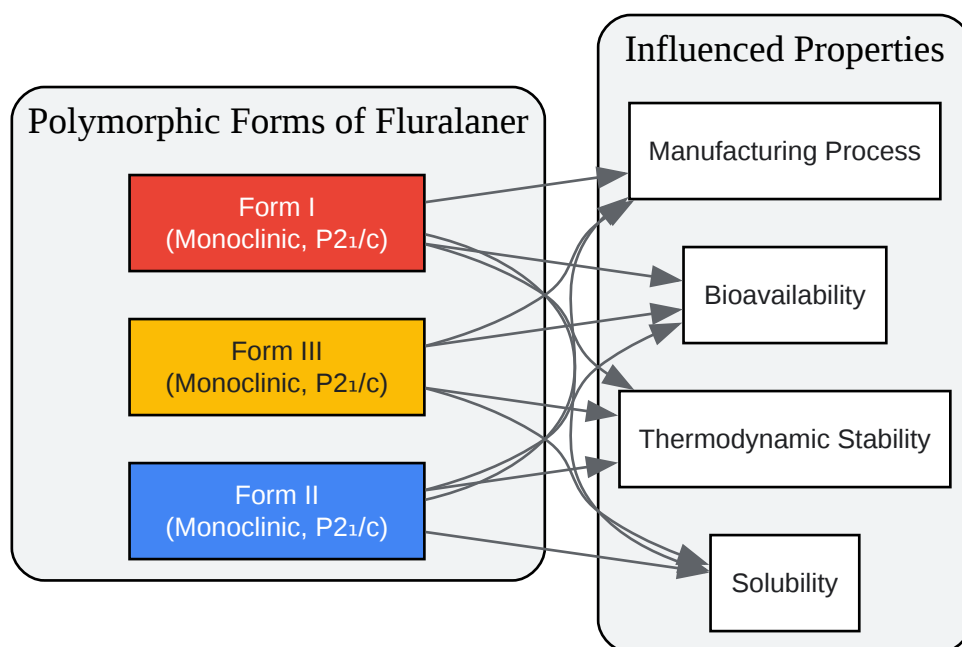 Polymorphic Forms of Fluralaner
Form I
(Monoclinic, P2₁/c)
Form III
(Monoclinic, P2₁/c)
Form II
(Monoclinic, P2₁/c)
Influenced Properties
Manufacturing Process
Bioavailability
Thermodynamic Stability
Solubility